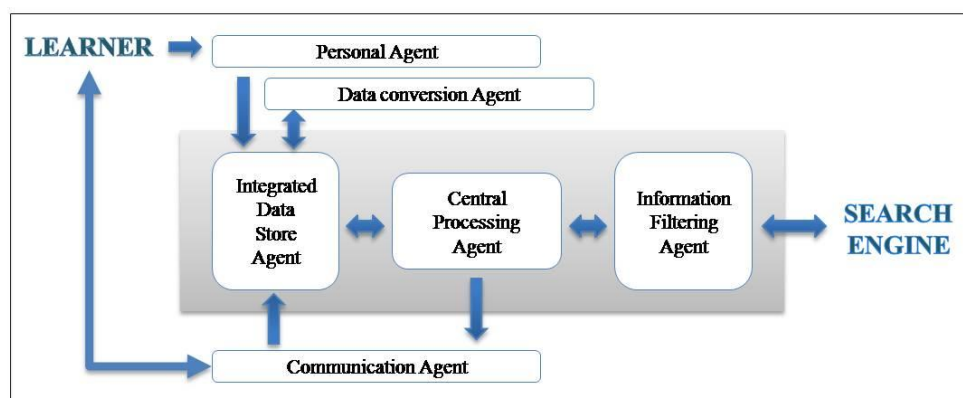 LEARNER
Personal Agent
Data conversion Agent
Integrated
Data
Store
Agent
Central
Processing
Agent
Information
Filtering
Agent
SEARCH
ENGINE
Communication Agent